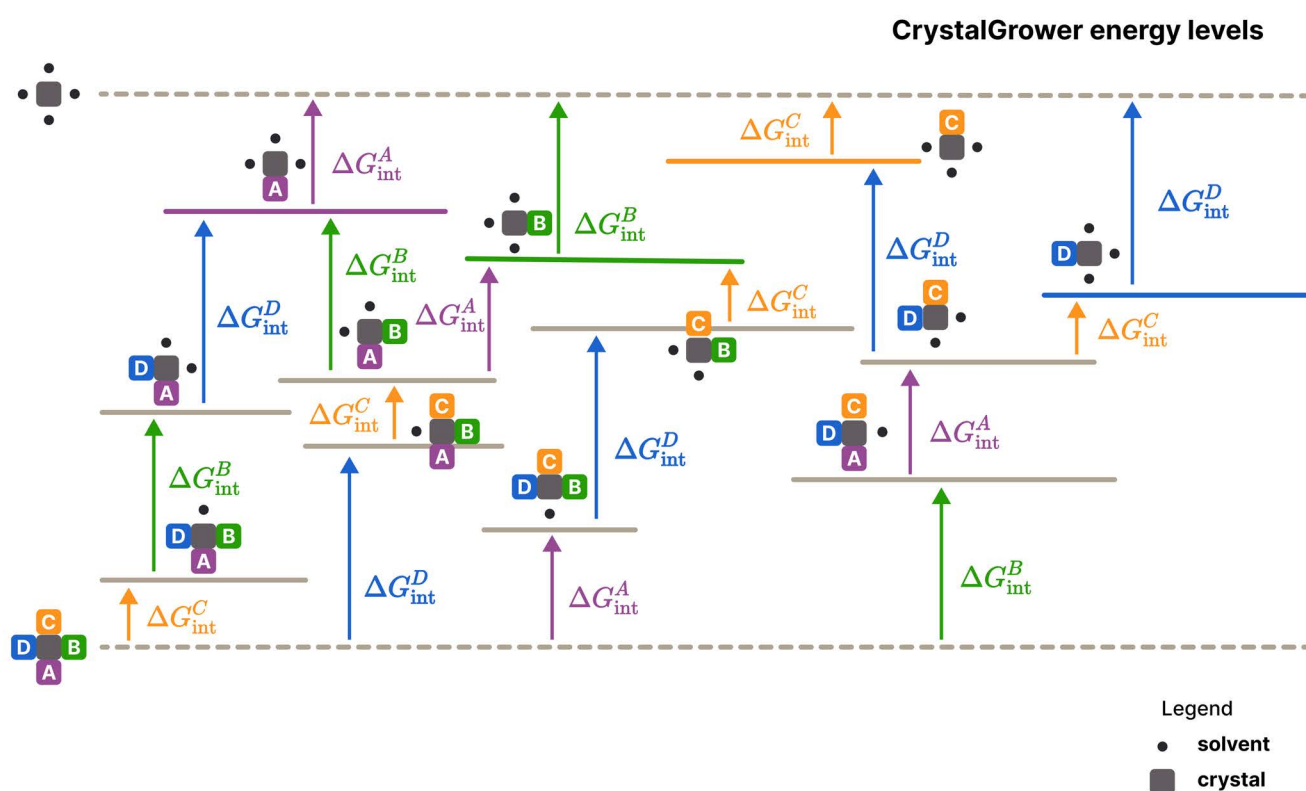 CrystalGrower energy levels
C
ΔG^C_int
A
ΔG^A_int
ΔG^D_int
B
ΔG^B_int
D
ΔG^D_int
ΔG^B_int
ΔG^D_int
C
D
ΔG^A_int
ΔG^C_int
ΔG^C_int
C
B
B
A
D
A
ΔG^C_int
C
B
A
C
D
A
ΔG^A_int
ΔG^D_int
ΔG^B_int
C
D B
D B
A
ΔG^D_int
ΔG^A_int
ΔG^B_int
ΔG^C_int
C
D B
A
Legend
solvent
crystal